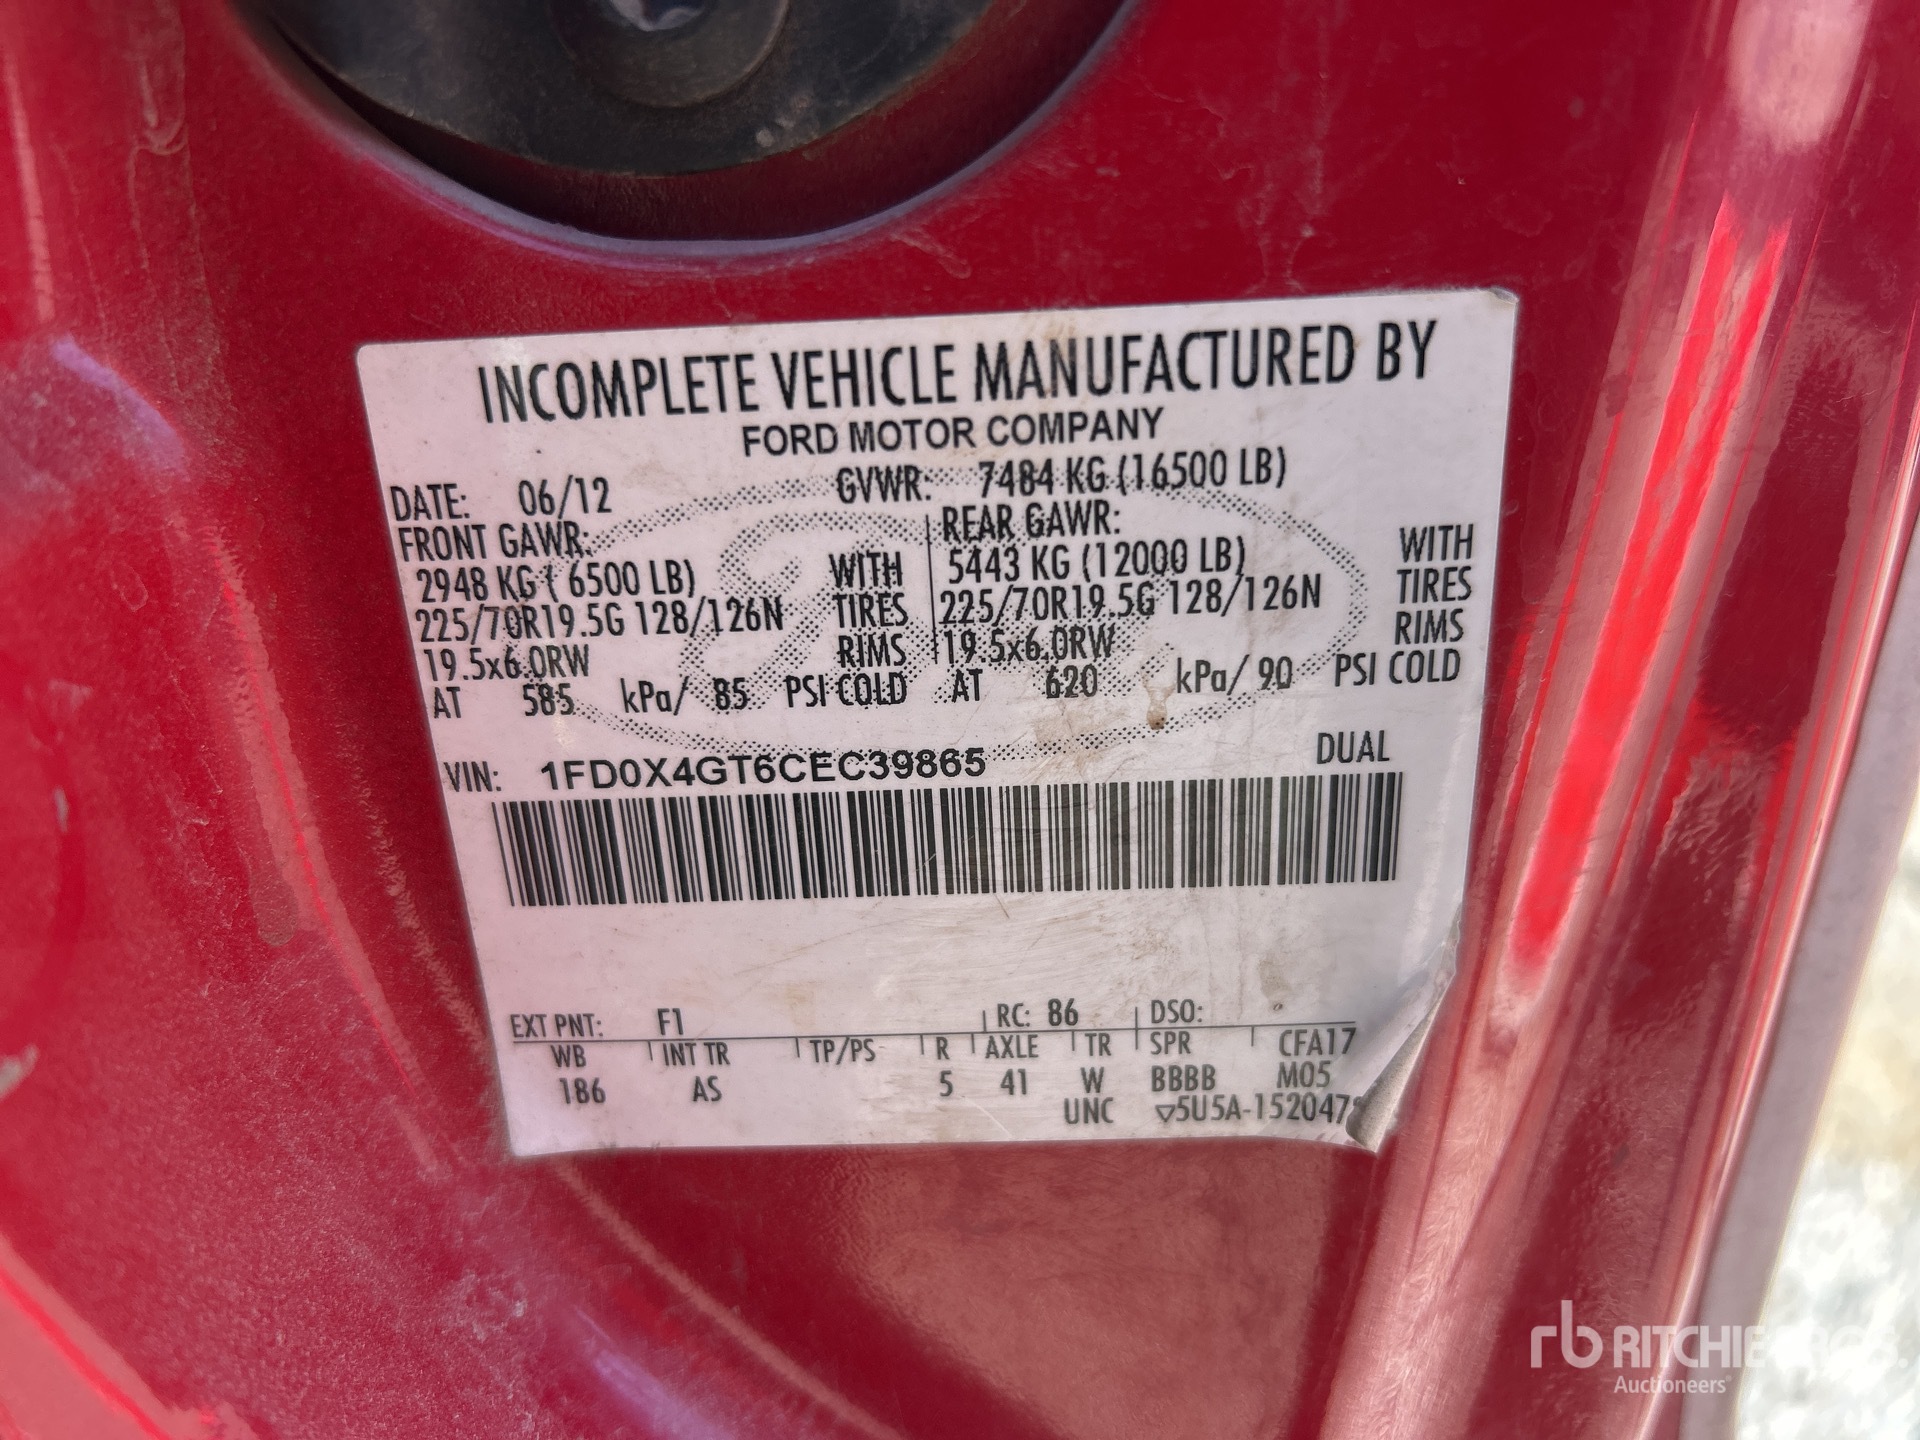 INCOMPLETE VEHICLE MANUFACTURED BY
FORD MOTOR COMPANY
DATE: 06/12 GVWR: 7484 KG (16500 LB)
FRONT GAWR: REAR GAWR:
2948 KG ( 6500 LB) WITH 5443 KG (12000 LB) WITH
225/70R19.5G 128/126N TIRES 225/70R19.5G 128/126N TIRES
19.5x6.0RW RIMS 19.5x6.0RW RIMS
AT 585 kPa/ 85 PSI COLD AT 620 kPa/ 90 PSI COLD
VIN: 1FD0X4GT6CEC39865 DUAL
EXT PNT: F1 RC: 86 DSO:
WB INT TR TP/PS R AXLE TR SPR CFA17
186 AS 5 41 W BBBB M05
UNC ▽5U5A-152047
rb RITCHIE BROS.
Auctioneers